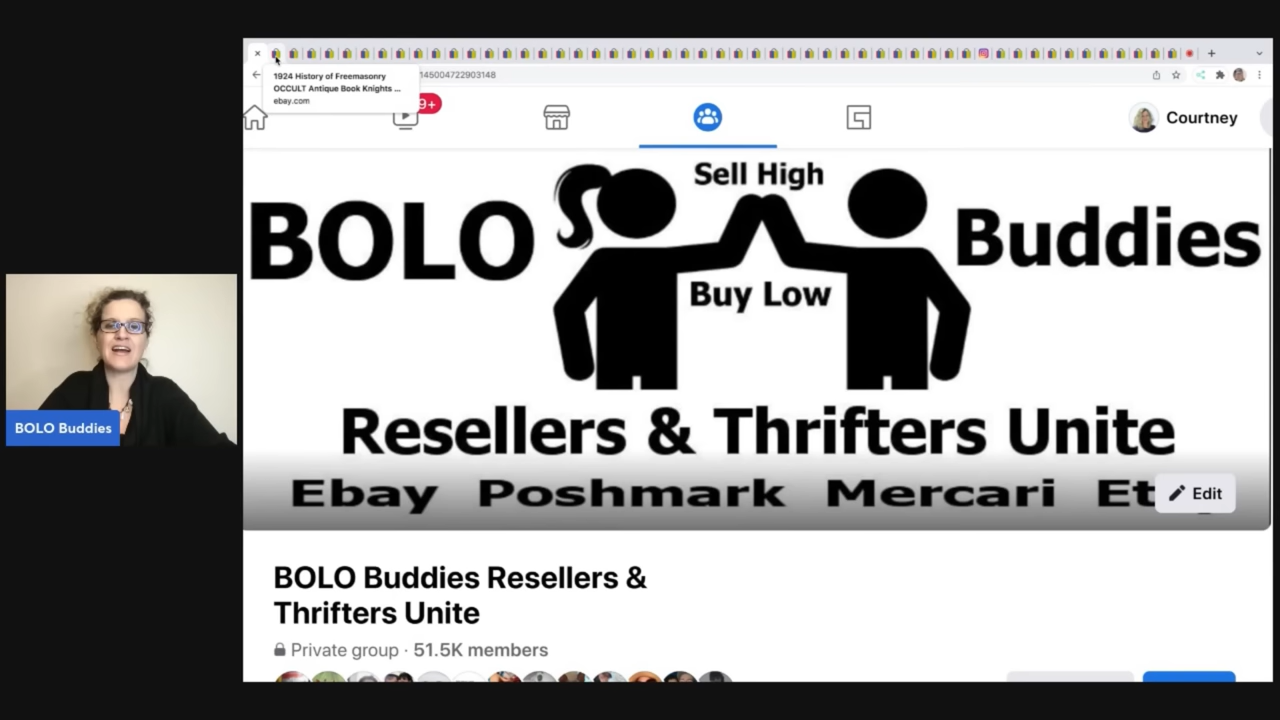 1924 History of Freemasonry
OCCULT Antique Book Knights ...
ebay.com
145004722903148
9+
Courtney
Sell High
BOLO
Buddies
Buy Low
Resellers & Thrifters Unite
Ebay Poshmark Mercari Et
Edit
BOLO Buddies
BOLO Buddies Resellers &
Thrifters Unite
Private group · 51.5K members